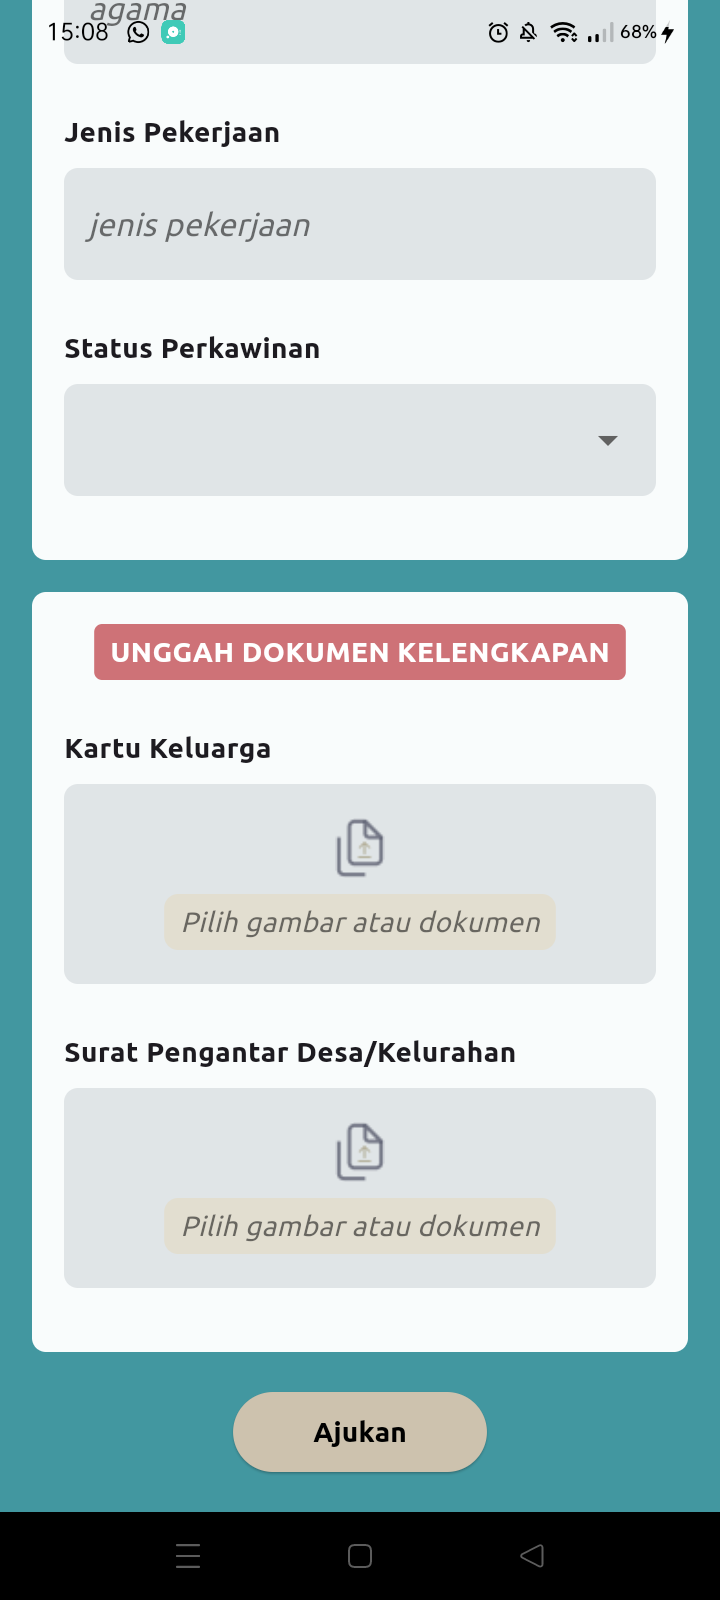 agama
15:08
68%
Jenis Pekerjaan
jenis pekerjaan
Status Perkawinan
UNGGAH DOKUMEN KELENGKAPAN
Kartu Keluarga
Pilih gambar atau dokumen
Surat Pengantar Desa/Kelurahan
Pilih gambar atau dokumen
Ajukan